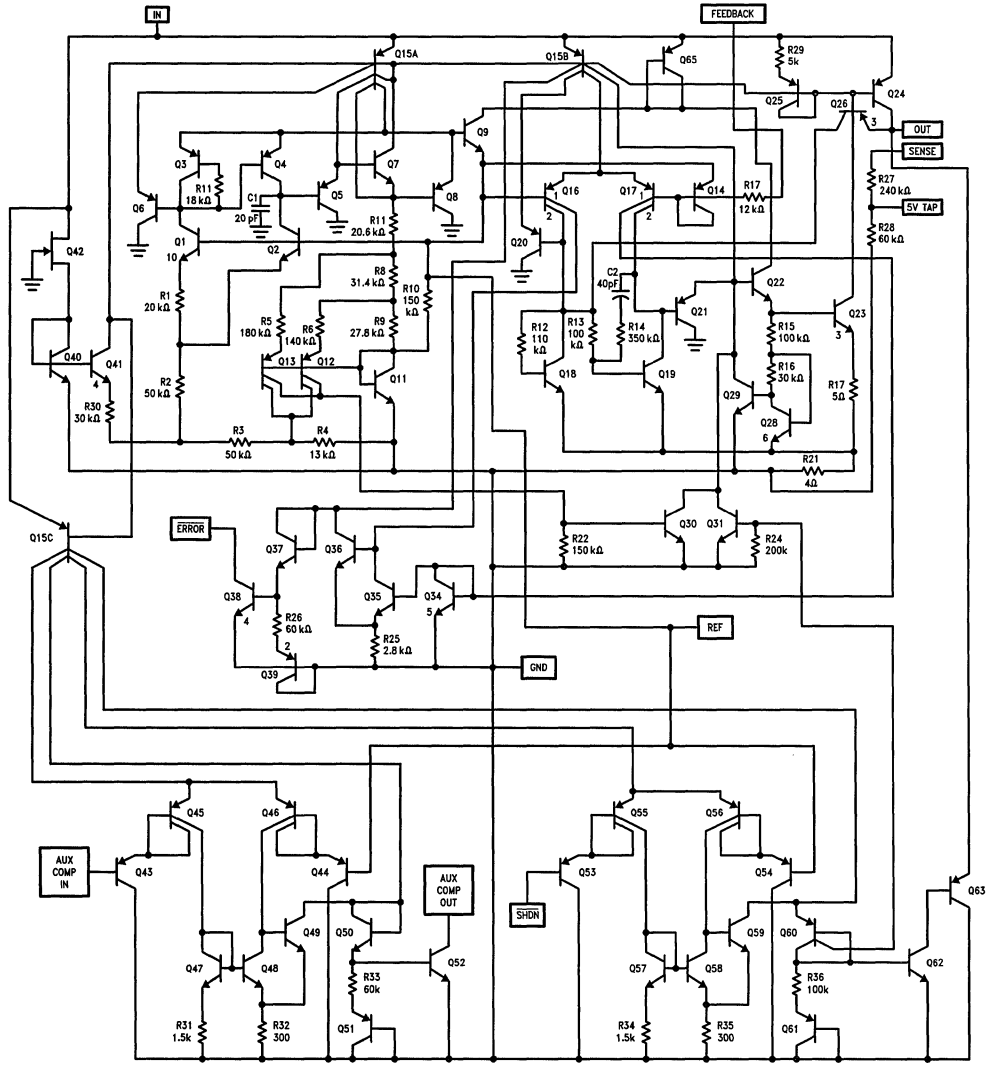 IN
FEEDBACK
Q15A
Q15B
Q65
R29
5k
Q25
Q26
Q24
3
OUT
SENSE
R27
240 kΩ
5V TAP
R28
60 kΩ
Q3
R11
18 kΩ
Q4
C1
20 pF
Q5
Q7
Q9
Q8
Q6
Q1
10
Q2
R11
20.6 kΩ
Q16
1
2
Q17
1
2
Q14
R17
12 kΩ
Q20
Q42
R1
20 kΩ
R8
31.4 kΩ
R10
150
kΩ
C2
40pF
Q21
Q22
Q23
3
R5
180 kΩ
R6
140 kΩ
R9
27.8 kΩ
R12
110
kΩ
R13
100
kΩ
R14
350 kΩ
R15
100 kΩ
R16
30 kΩ
Q40
Q41
4
R30
30 kΩ
R2
50 kΩ
Q13
Q12
Q11
Q18
Q19
Q29
Q28
6
R17
5Ω
R3
50 kΩ
R4
13 kΩ
R21
4Ω
Q15C
ERROR
Q37
Q36
R22
150 kΩ
Q30
Q31
R24
200k
Q38
4
Q35
Q34
5
R26
60 kΩ
2
Q39
R25
2.8 kΩ
REF
GND
Q45
Q46
Q55
Q56
AUX
COMP
IN
Q43
Q44
AUX
COMP
OUT
Q53
SHDN
Q54
Q63
Q49
Q50
Q59
Q60
Q47
Q48
Q52
Q57
Q58
Q62
R33
60k
R36
100k
R31
1.5k
R32
300
Q51
R34
1.5k
R35
300
Q61